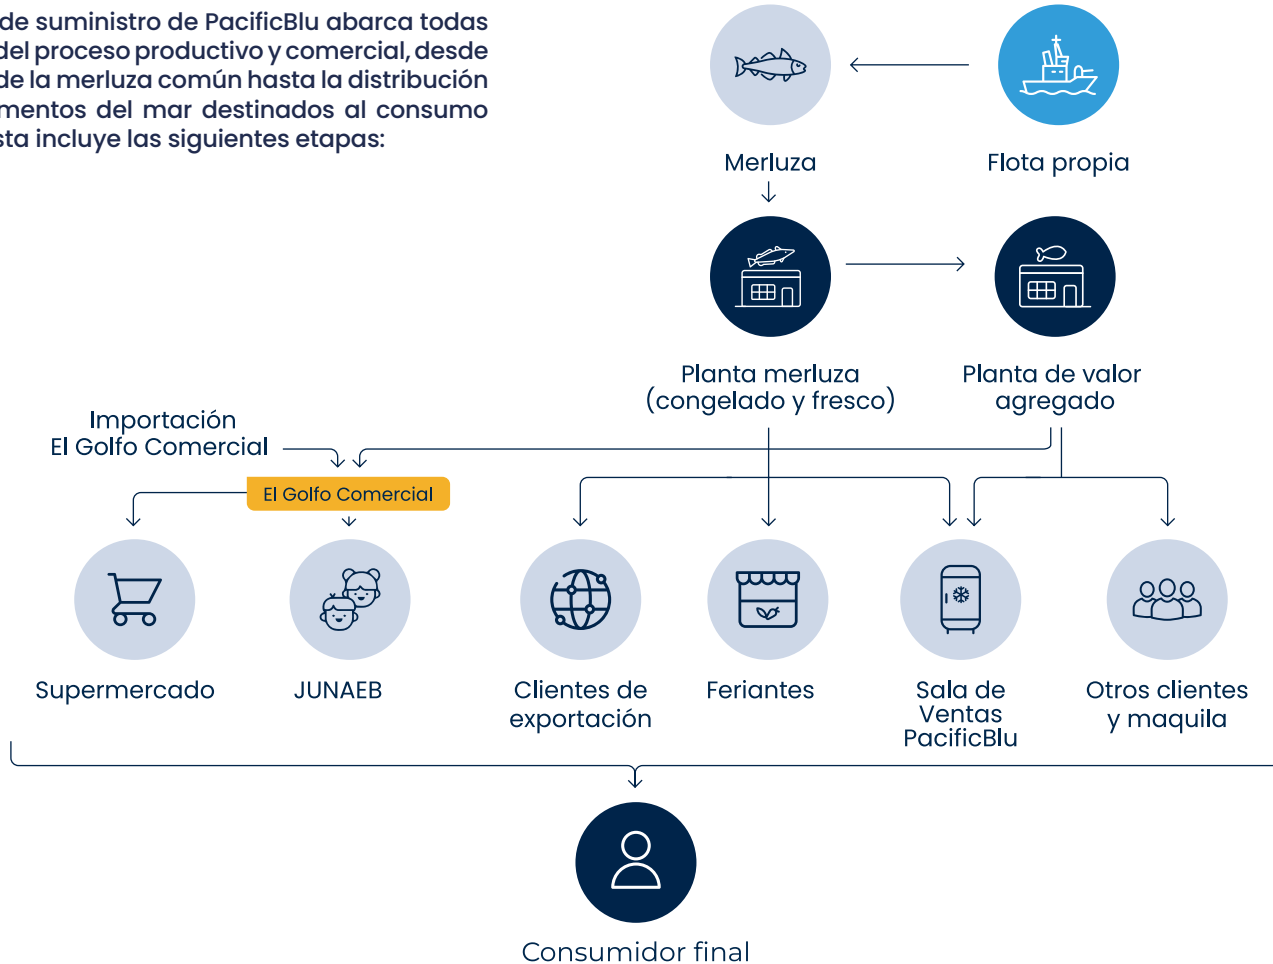 de suministro de PacificBlu abarca todas
del proceso productivo y comercial, desde
de la merluza común hasta la distribución
mentos del mar destinados al consumo
sta incluye las siguientes etapas:
Merluza
Flota propia
Planta merluza
(congelado y fresco)
Planta de valor
agregado
Importación
El Golfo Comercial
El Golfo Comercial
Supermercado
JUNAEB
Clientes de
exportación
Feriantes
Sala de
Ventas
PacificBlu
Otros clientes
y maquila
Consumidor final